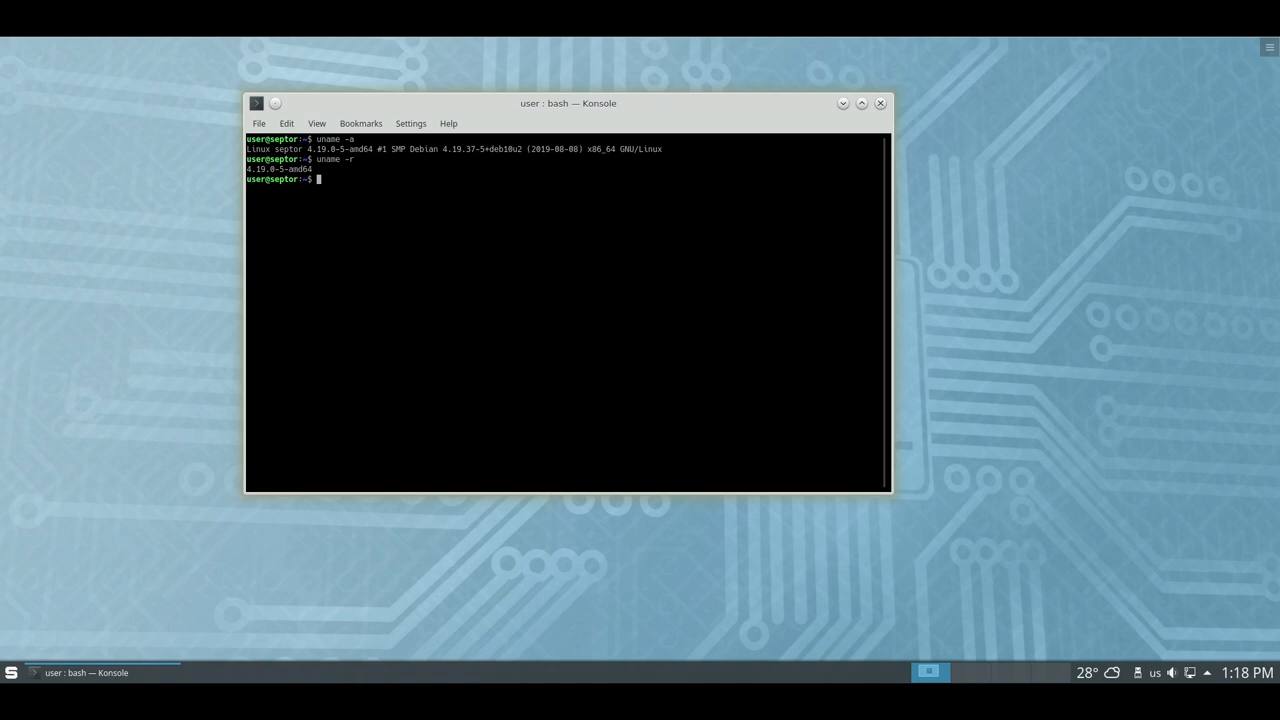 user : bash — Konsole
File Edit View Bookmarks Settings Help
user@septor:~$ uname -a
Linux septor 4.19.0-5-amd64 #1 SMP Debian 4.19.37-5+deb10u2 (2019-08-08) x86_64 GNU/Linux
user@septor:~$ uname -r
4.19.0-5-amd64
user@septor:~$
S user : bash — Konsole 28° us 1:18 PM